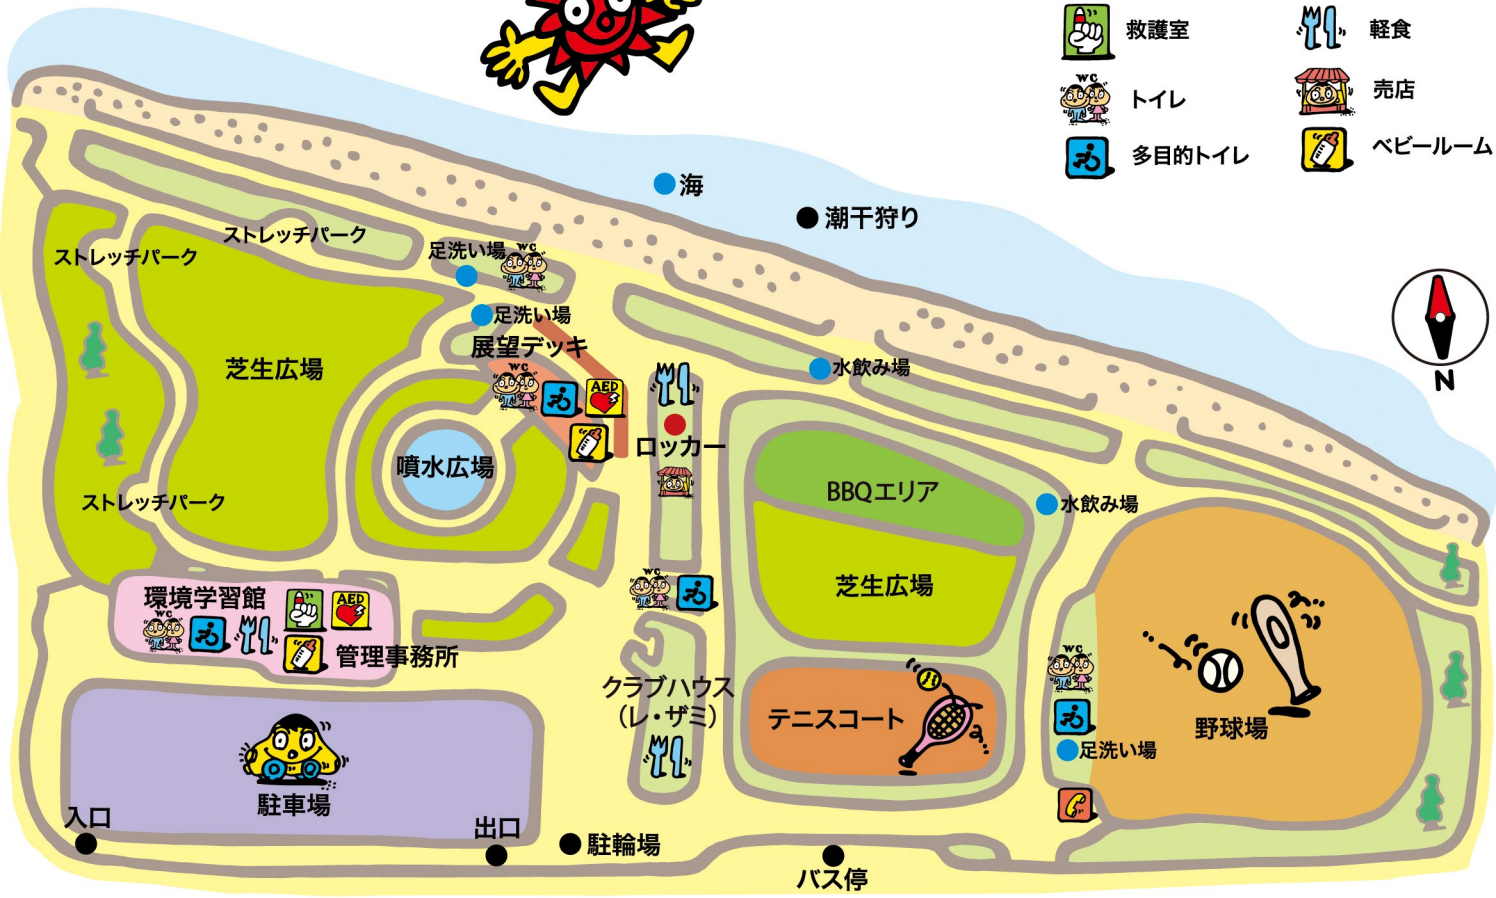 救護室
軽食
WC
トイレ
売店
多目的トイレ
ベビールーム
海
潮干狩り
ストレッチパーク
ストレッチパーク
足洗い場
WC
足洗い場
展望デッキ
WC
AED
芝生広場
水飲み場
N
ロッカー
噴水広場
BBQエリア
水飲み場
ストレッチパーク
芝生広場
WC
環境学習館
WC
AED
管理事務所
クラブハウス
(レ・ザミ)
テニスコート
WC
野球場
足洗い場
駐車場
入口
出口
駐輪場
バス停